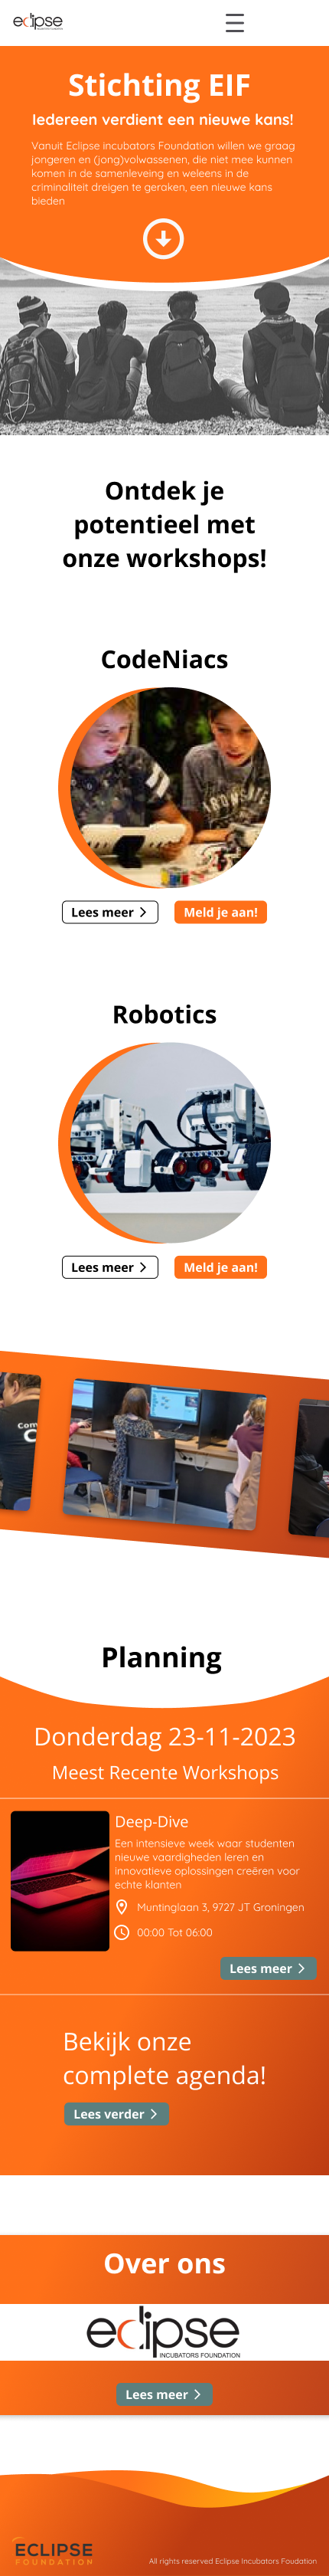 eclipse
Stichting EIF
Iedereen verdient een nieuwe kans!
Vanuit Eclipse incubators Foundation willen we graag
jongeren en (jong)volwassenen, die niet mee kunnen
komen in de samenleving en weleens in de
criminaliteit dreigen te geraken, een nieuwe kans
bieden
Ontdek je
potentieel met
onze workshops!
CodeNiacs
Lees meer
Meld je aan!
Robotics
Lees meer
Meld je aan!
Planning
Donderdag 23-11-2023
Meest Recente Workshops
Deep-Dive
Een intensieve week waar studenten
nieuwe vaardigheden leren en
innovatieve oplossingen creëren voor
echte klanten
Muntinglaan 3, 9727 JT Groningen
00:00 Tot 06:00
Lees meer
Bekijk onze
complete agenda!
Lees verder
Over ons
eclipse
INCUBATORS FOUNDATION
Lees meer
ECLIPSE
FOUNDATION
All rights reserved Eclipse Incubators Foudation